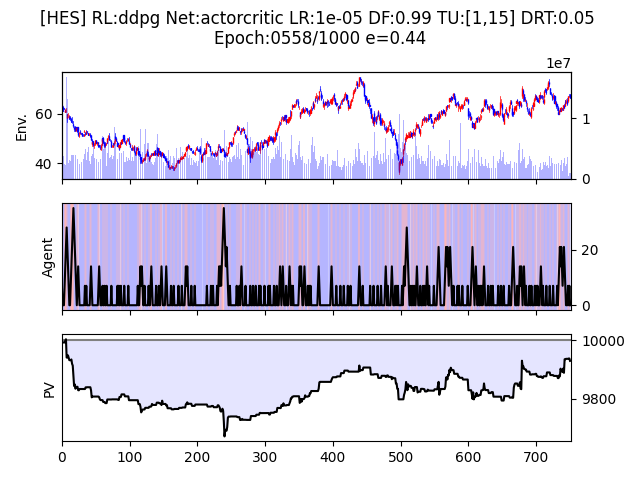 [HES] RL:ddpg Net:actorcritic LR:1e-05 DF:0.99 TU:[1,15] DRT:0.05
Epoch:0558/1000 e=0.44
1e7
Env.
60
40
1
0
Agent
20
0
PV
10000
9800
0 100 200 300 400 500 600 700